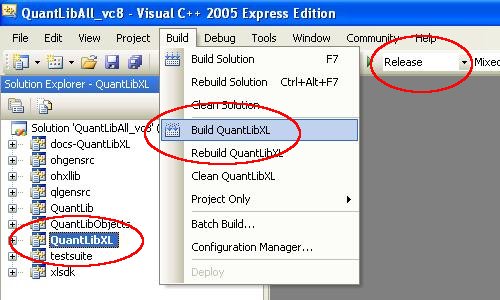 QuantLibAll_vc8 - Visual C++ 2005 Express Edition
File Edit View Project Build Debug Tools Window Community Help
Release Mixed
Solution Explorer - QuantLibXL
Solution 'QuantLibAll_vc8' (
docs-QuantLibXL
ohgensrc
ohxllib
qlgensrc
QuantLib
QuantLibObjects
QuantLibXL
testsuite
xlsdk
Build Solution F7
Rebuild Solution Ctrl+Alt+F7
Clean Solution
Build QuantLibXL
Rebuild QuantLibXL
Clean QuantLibXL
Project Only
Batch Build...
Configuration Manager...
Deploy